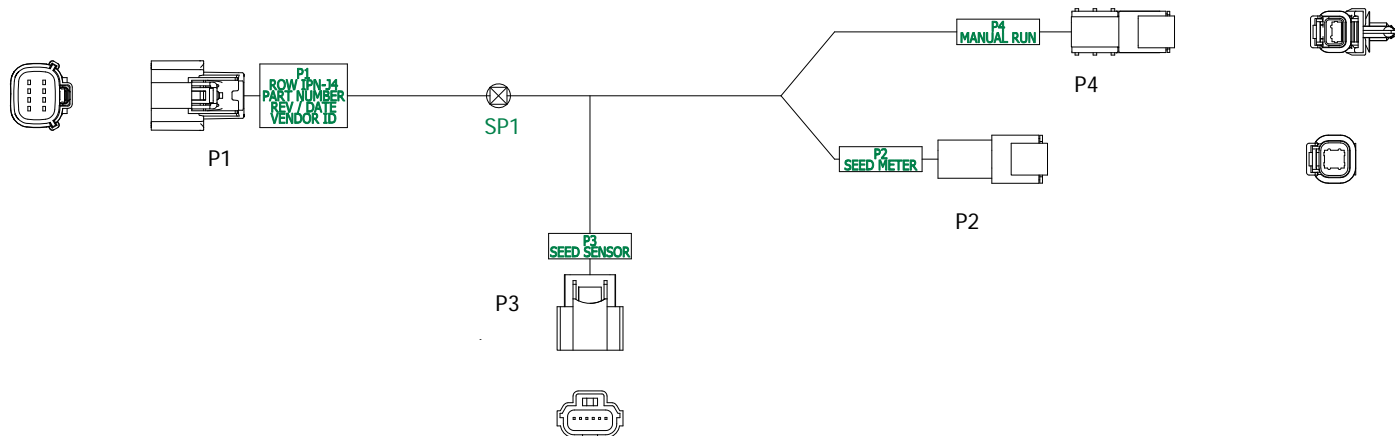 P4
MANUAL RUN
P4
P1
ROW IPN-J4
PART NUMBER
REV / DATE
VENDOR ID
P1
SP1
P2
SEED METER
P2
P3
SEED SENSOR
P3